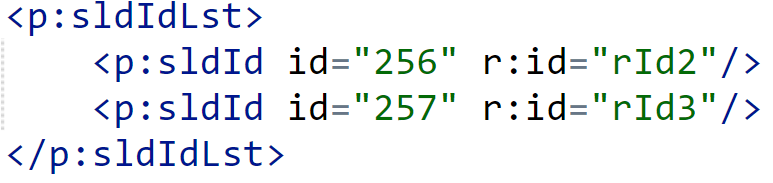 <p:sldIdLst>
    <p:sldId id="256" r:id="rId2"/>
    <p:sldId id="257" r:id="rId3"/>
</p:sldIdLst>